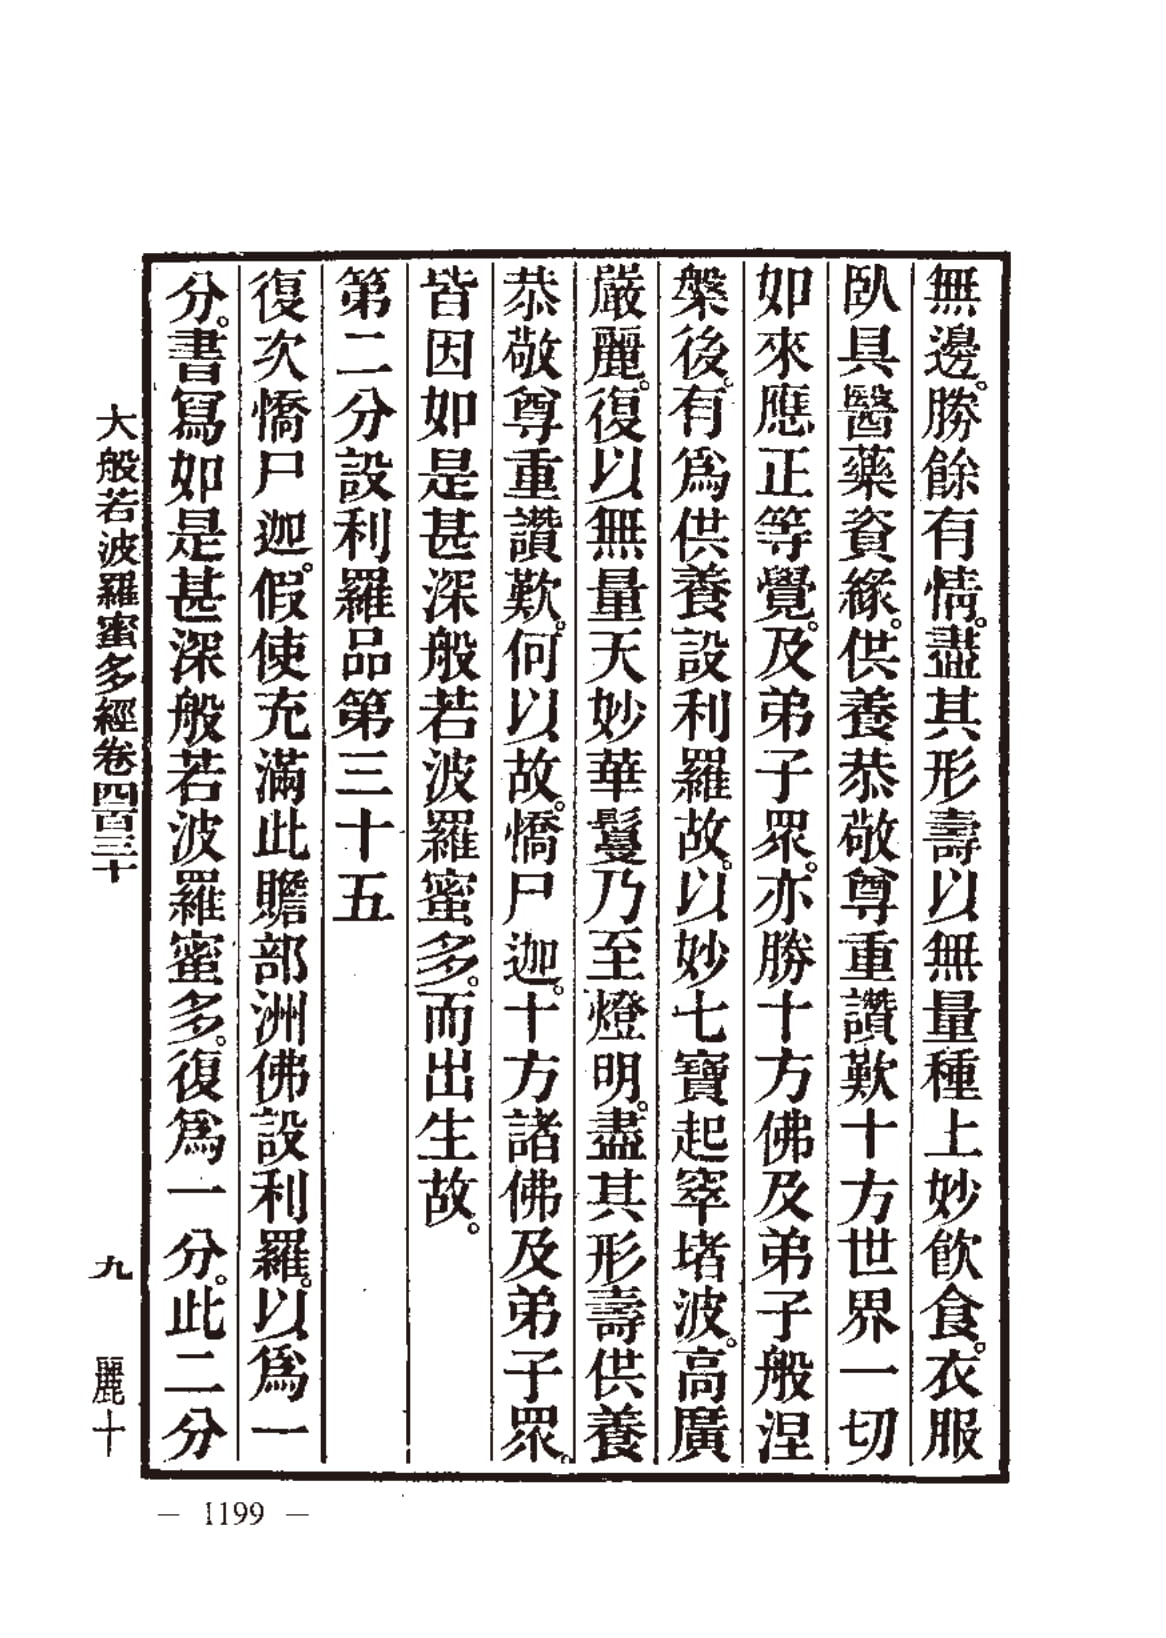 無邊。勝餘有情。盡其形壽以無量種上妙飲食。衣服
臥具醫藥資緣。供養恭敬尊重讚歎十方世界一切
如來應正等覺。及弟子眾。亦勝十方佛及弟子般涅
槃後。有為供養設利羅故。以妙七寶起窣堵波。高廣
嚴麗。復以無量天妙華鬘乃至燈明。盡其形壽供養
恭敬尊重讚歎。何以故。憍尸迦。十方諸佛及弟子眾。
皆因如是甚深般若波羅蜜多。而出生故。
第二分設利羅品第三十五
復次憍尸迦。假使充滿此贍部洲佛設利羅。以為一
分。書寫如是甚深般若波羅蜜多。復為一分。此二分
大般若波羅蜜多經卷四百三十 九 麗十
— 1199 —